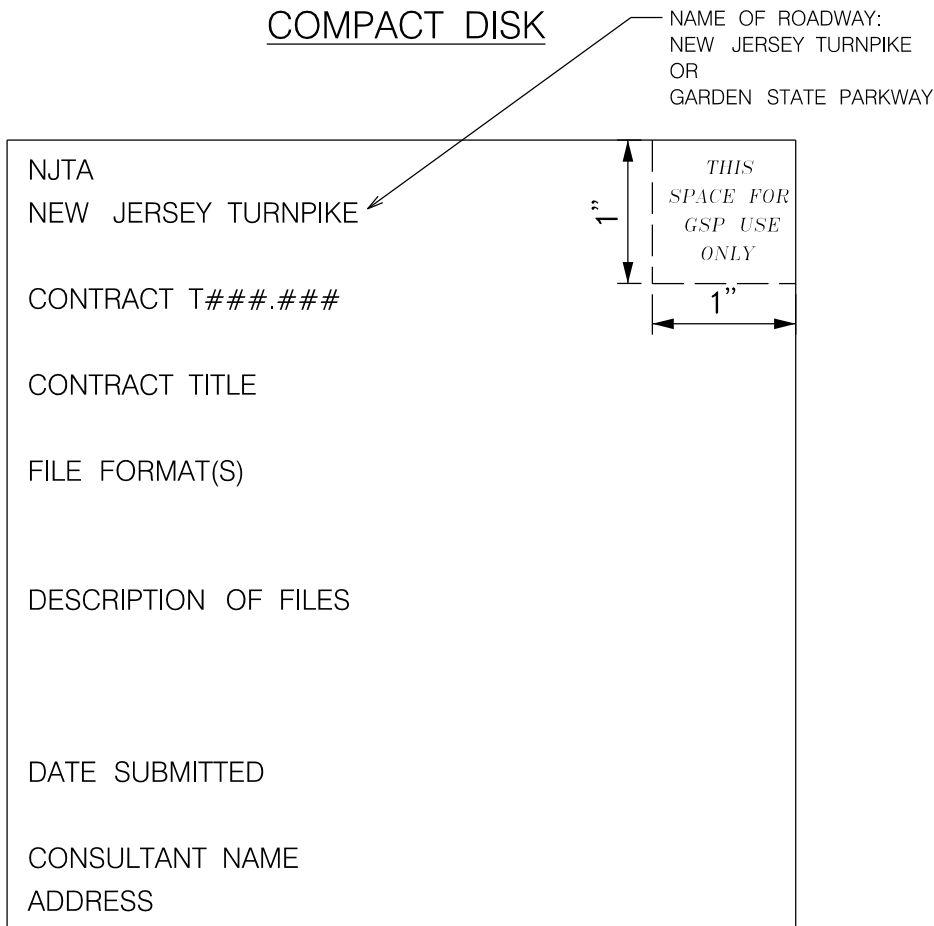 COMPACT DISK
NAME OF ROADWAY:
NEW JERSEY TURNPIKE
OR
GARDEN STATE PARKWAY
NJTA
NEW JERSEY TURNPIKE
THIS
SPACE FOR
GSP USE
ONLY
1"
1"
CONTRACT T###.###
CONTRACT TITLE
FILE FORMAT(S)
DESCRIPTION OF FILES
DATE SUBMITTED
CONSULTANT NAME
ADDRESS